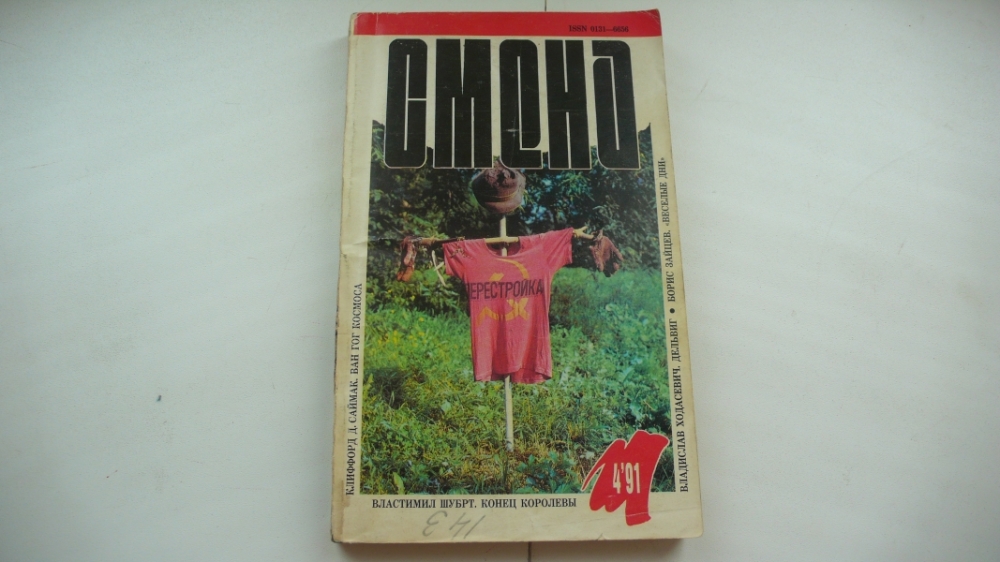 ISSN 0131—6656
СМЕНА
ПЕРЕСТРОЙКА
КЛИФФОРД Д. САЙМАК. ВАН ГОГ КОСМОСА
ВЛАДИСЛАВ ХОДАСЕВИЧ. ДЕЛЬВИГ • БОРИС ЗАЙЦЕВ. «ВЕСЕЛЫЕ ДНИ»
4'91
ВЛАСТИМИЛ ШУБРТ. КОНЕЦ КОРОЛЕВЫ
143